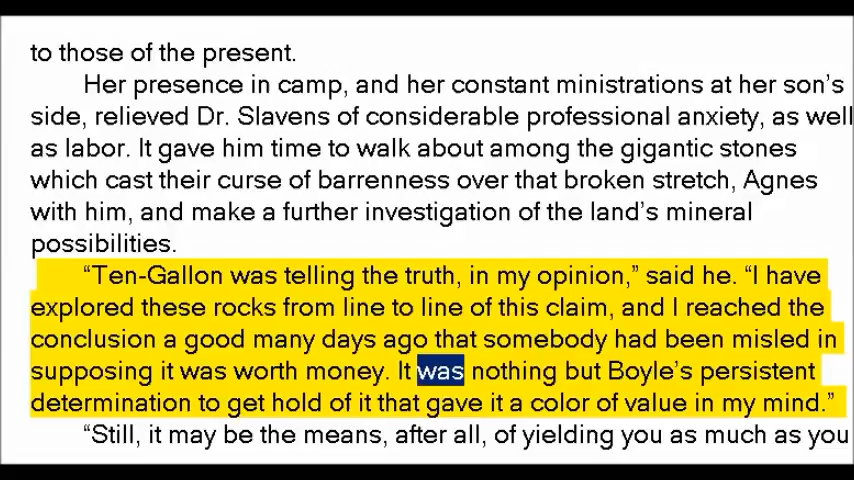 to those of the present.
Her presence in camp, and her constant ministrations at her son’s
side, relieved Dr. Slavens of considerable professional anxiety, as well
as labor. It gave him time to walk about among the gigantic stones
which cast their curse of barrenness over that broken stretch, Agnes
with him, and make a further investigation of the land’s mineral
possibilities.
“Ten-Gallon was telling the truth, in my opinion,” said he. “I have
explored these rocks from line to line of this claim, and I reached the
conclusion a good many days ago that somebody had been misled in
supposing it was worth money. It was nothing but Boyle’s persistent
determination to get hold of it that gave it a color of value in my mind.”
“Still, it may be the means, after all, of yielding you as much as you